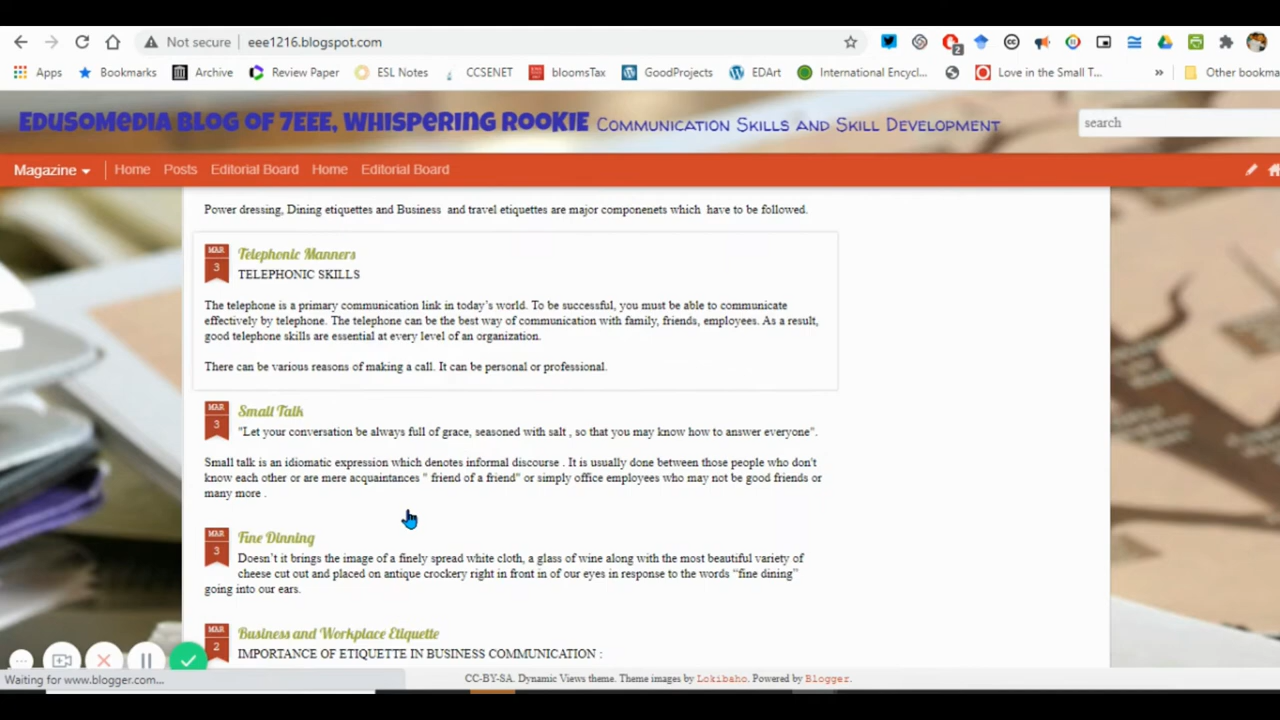 Not secure eee1216.blogspot.com
2
Apps Bookmarks Archive Review Paper ESL Notes CCSENET bloomsTax GoodProjects EDArt International Encycl... Love in the Small T... » Other bookma
EDUSOMEDIA BLOG OF 7EEE, WHISPERING ROOKIE COMMUNICATION SKILLS AND SKILL DEVELOPMENT
search
Magazine Home Posts Editorial Board Home Editorial Board
Power dressing, Dining etiquettes and Business and travel etiquettes are major componenets which have to be followed.
MAR
3
Telephonic Manners
TELEPHONIC SKILLS
The telephone is a primary communication link in today's world. To be successful, you must be able to communicate
effectively by telephone. The telephone can be the best way of communication with family, friends, employees. As a result,
good telephone skills are essential at every level of an organization.
There can be various reasons of making a call. It can be personal or professional.
MAR
3
Small Talk
"Let your conversation be always full of grace, seasoned with salt , so that you may know how to answer everyone".
Small talk is an idiomatic expression which denotes informal discourse . It is usually done between those people who don't
know each other or are mere acquaintances " friend of a friend" or simply office employees who may not be good friends or
many more .
MAR
3
Fine Dinning
Doesn't it brings the image of a finely spread white cloth, a glass of wine along with the most beautiful variety of
cheese cut out and placed on antique crockery right in front in of our eyes in response to the words “fine dining”
going into our ears.
MAR
2
Business and Workplace Etiquette
IMPORTANCE OF ETIQUETTE IN BUSINESS COMMUNICATION :
Waiting for www.blogger.com...
CC-BY-SA. Dynamic Views theme. Theme images by Lokibaho. Powered by Blogger.